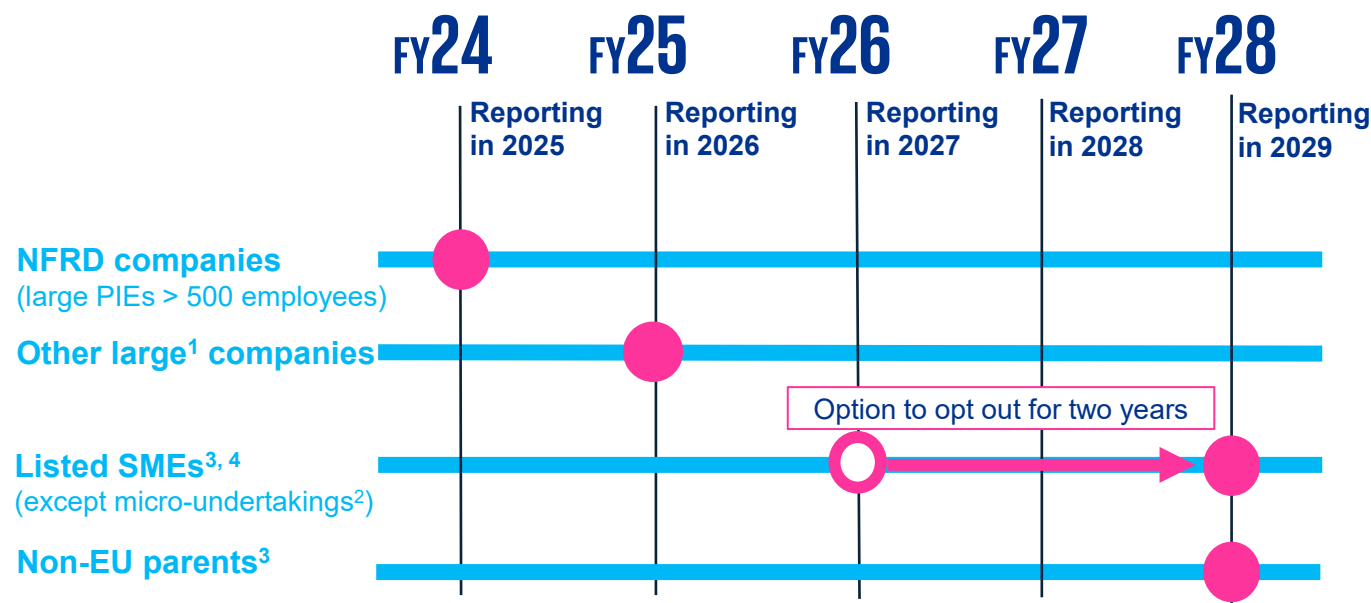 FY24 FY25 FY26 FY27 FY28
Reporting Reporting Reporting Reporting Reporting
in 2025 in 2026 in 2027 in 2028 in 2029
NFRD companies
(large PIEs > 500 employees)
Other large¹ companies
Option to opt out for two years
Listed SMEs³, ⁴
(except micro-undertakings²)
Non-EU parents³